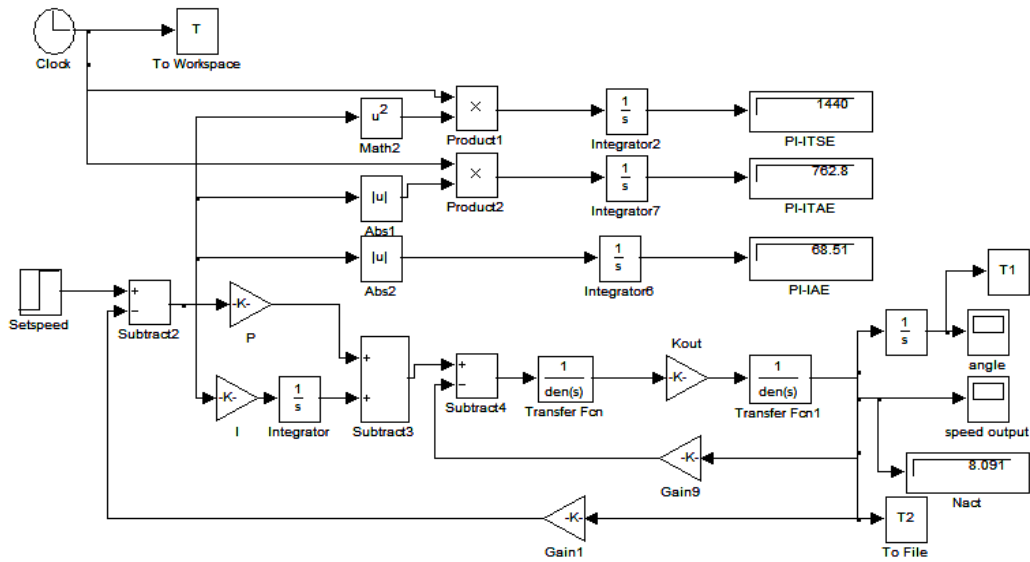 T
Clock
To Workspace
u2
Math2
×
Product1
1
s
Integrator2
1440
PI-ITSE
|u|
Abs1
×
Product2
1
s
Integrator7
762.8
PI-ITAE
|u|
Abs2
1
s
Integrator6
68.51
PI-IAE
Setspeed
+
−
Subtract2
-K-
P
-K-
I
1
s
Integrator
+
+
Subtract3
+
−
Subtract4
1
den(s)
Transfer Fcn
Kout
-K-
1
den(s)
Transfer Fcn1
1
s
T1
angle
speed output
8.091
Nact
-K-
Gain9
-K-
Gain1
T2
To File